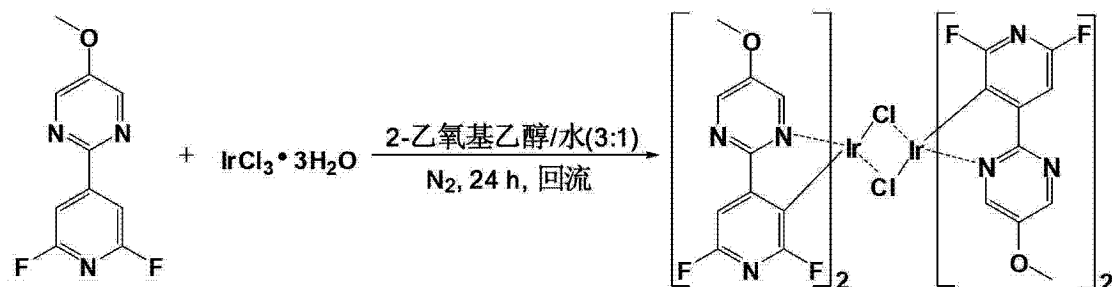 O
N
N
F
N
F
+
IrCl₃•3H₂O
2-乙氧基乙醇/水(3:1)
N₂, 24 h, 回流
O
N
N
F
N
F
2
Ir
Cl
Cl
Ir
F
N
F
N
N
O
2